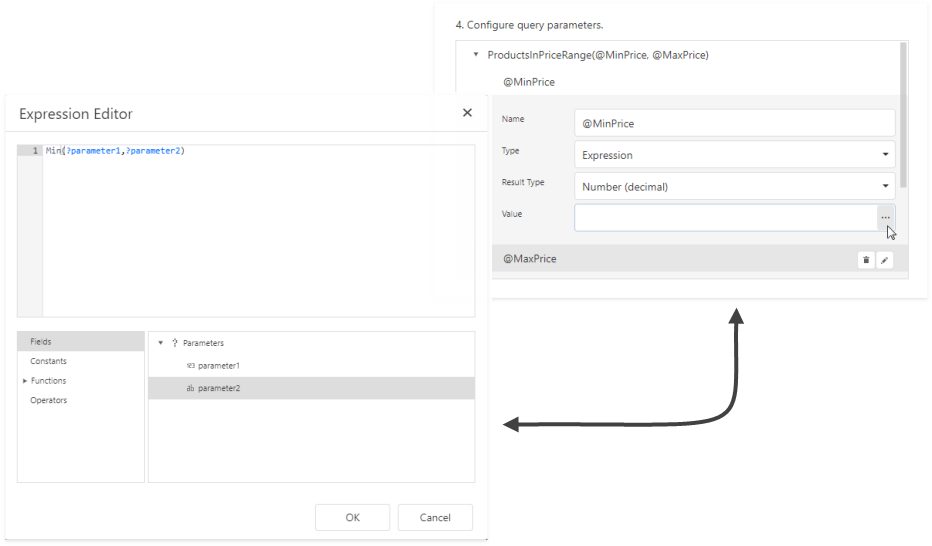 4. Configure query parameters.
ProductsInPriceRange(@MinPrice, @MaxPrice)
@MinPrice
Name
@MinPrice
Type
Expression
Result Type
Number (decimal)
Value
...
@MaxPrice
Expression Editor
1 Min(?parameter1,?parameter2)
Fields
Constants
Functions
Operators
? Parameters
123 parameter1
ab parameter2
OK
Cancel